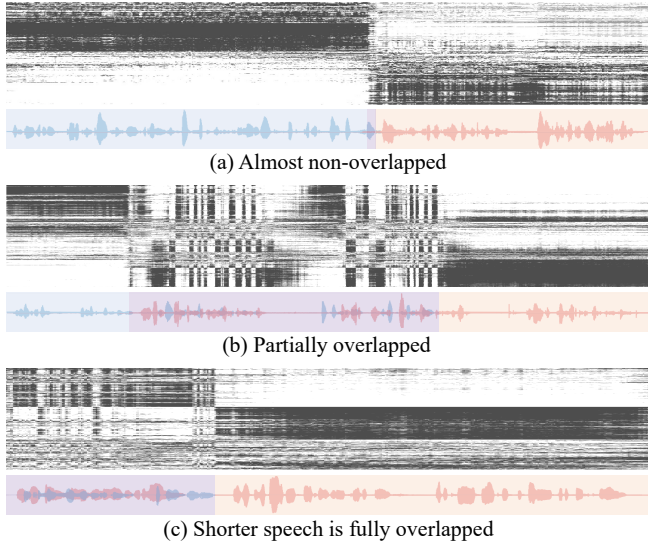 (a) Almost non-overlapped
(b) Partially overlapped
(c) Shorter speech is fully overlapped